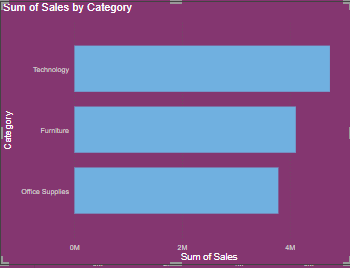 Sum of Sales by Category
Category
Technology
Furniture
Office Supplies
0M 2M 4M
Sum of Sales